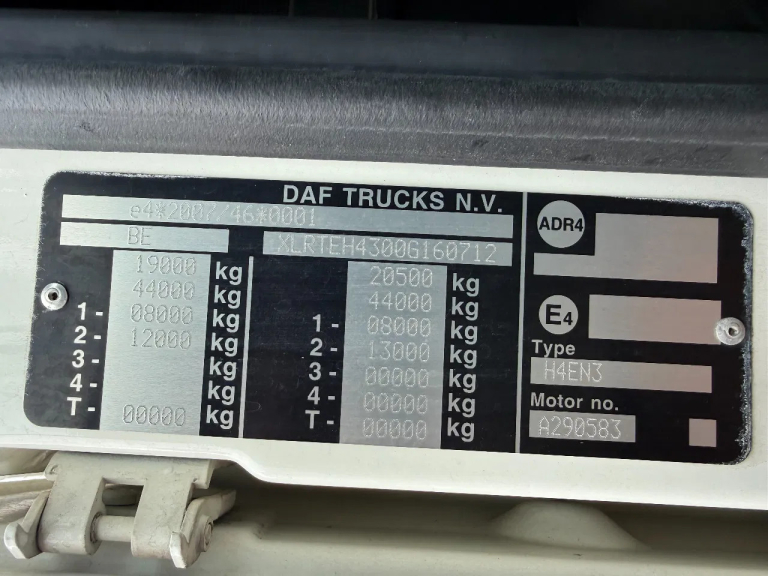 DAF TRUCKS N.V.
e4*2007/46*0001
BE XLRTEH4300G160712
19000 kg
44000 kg
1- 08000 kg
2- 12000 kg
3- kg
4- kg
T- 00000 kg
20500 kg
44000 kg
1- 08000 kg
2- 13000 kg
3- 00000 kg
4- 00000 kg
T- 00000 kg
ADR4
E4
Type
H4EN3
Motor no.
A290583